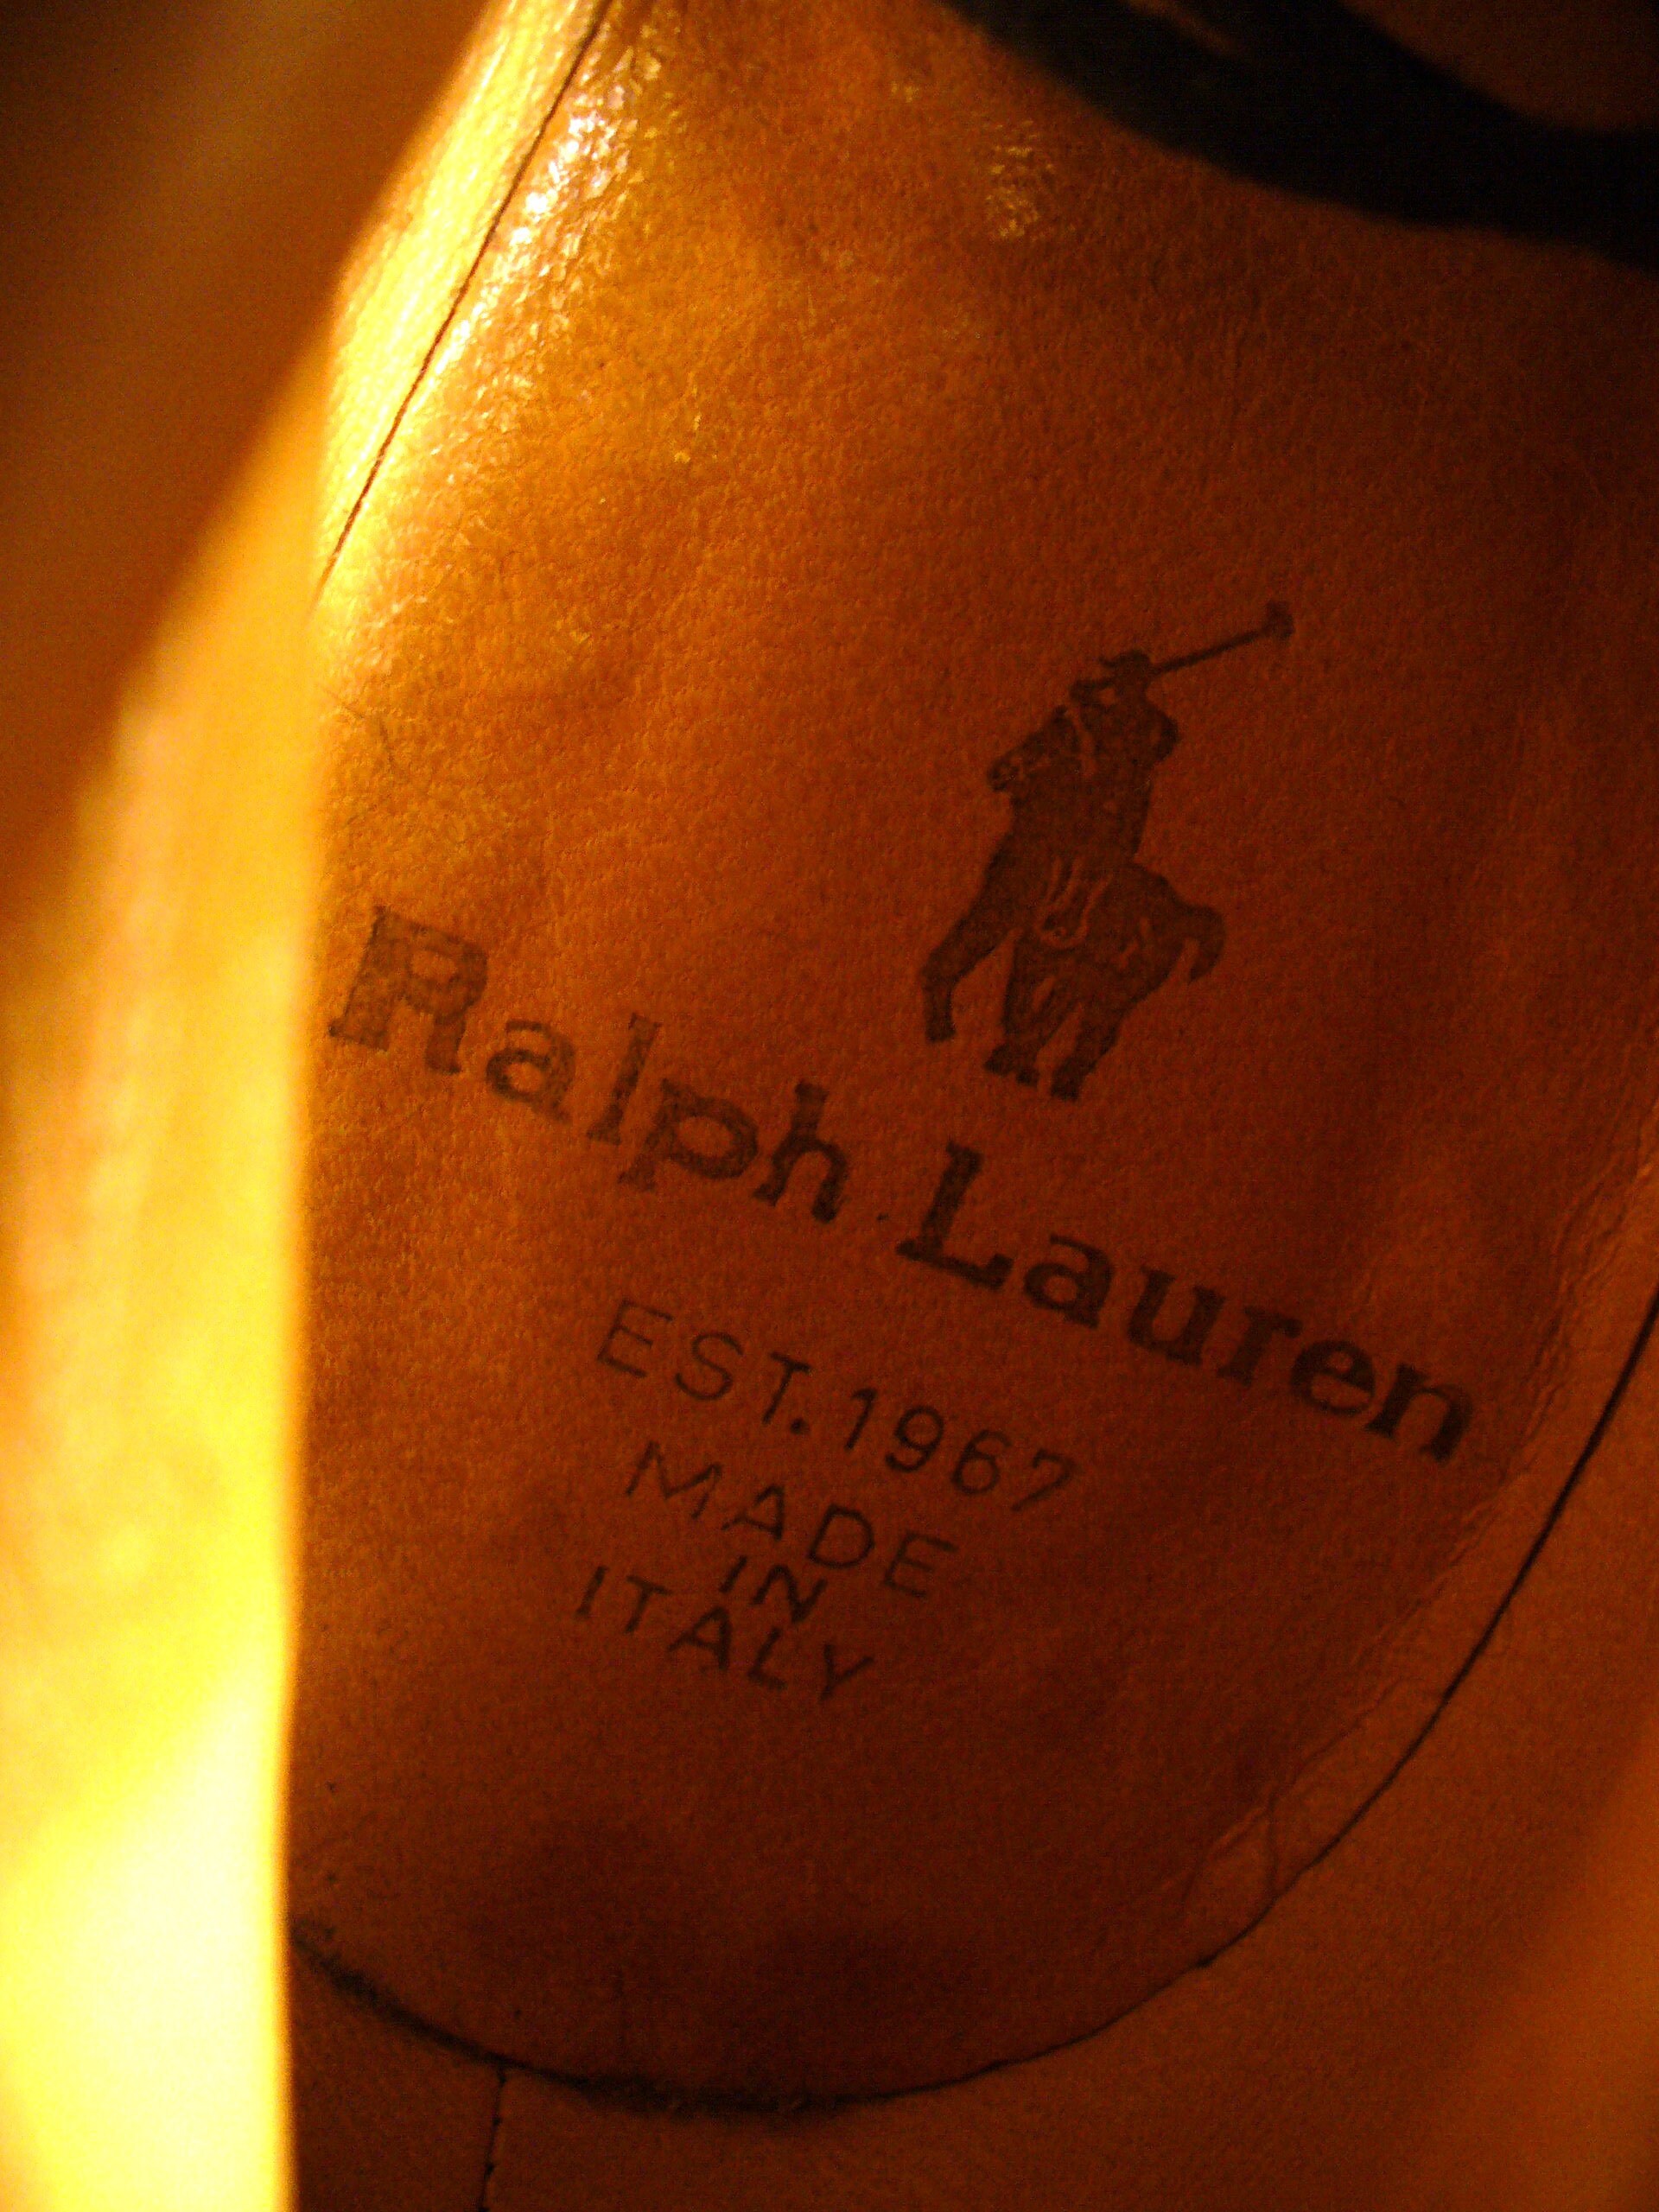 Ralph Lauren
EST. 1967
MADE
IN
ITALY